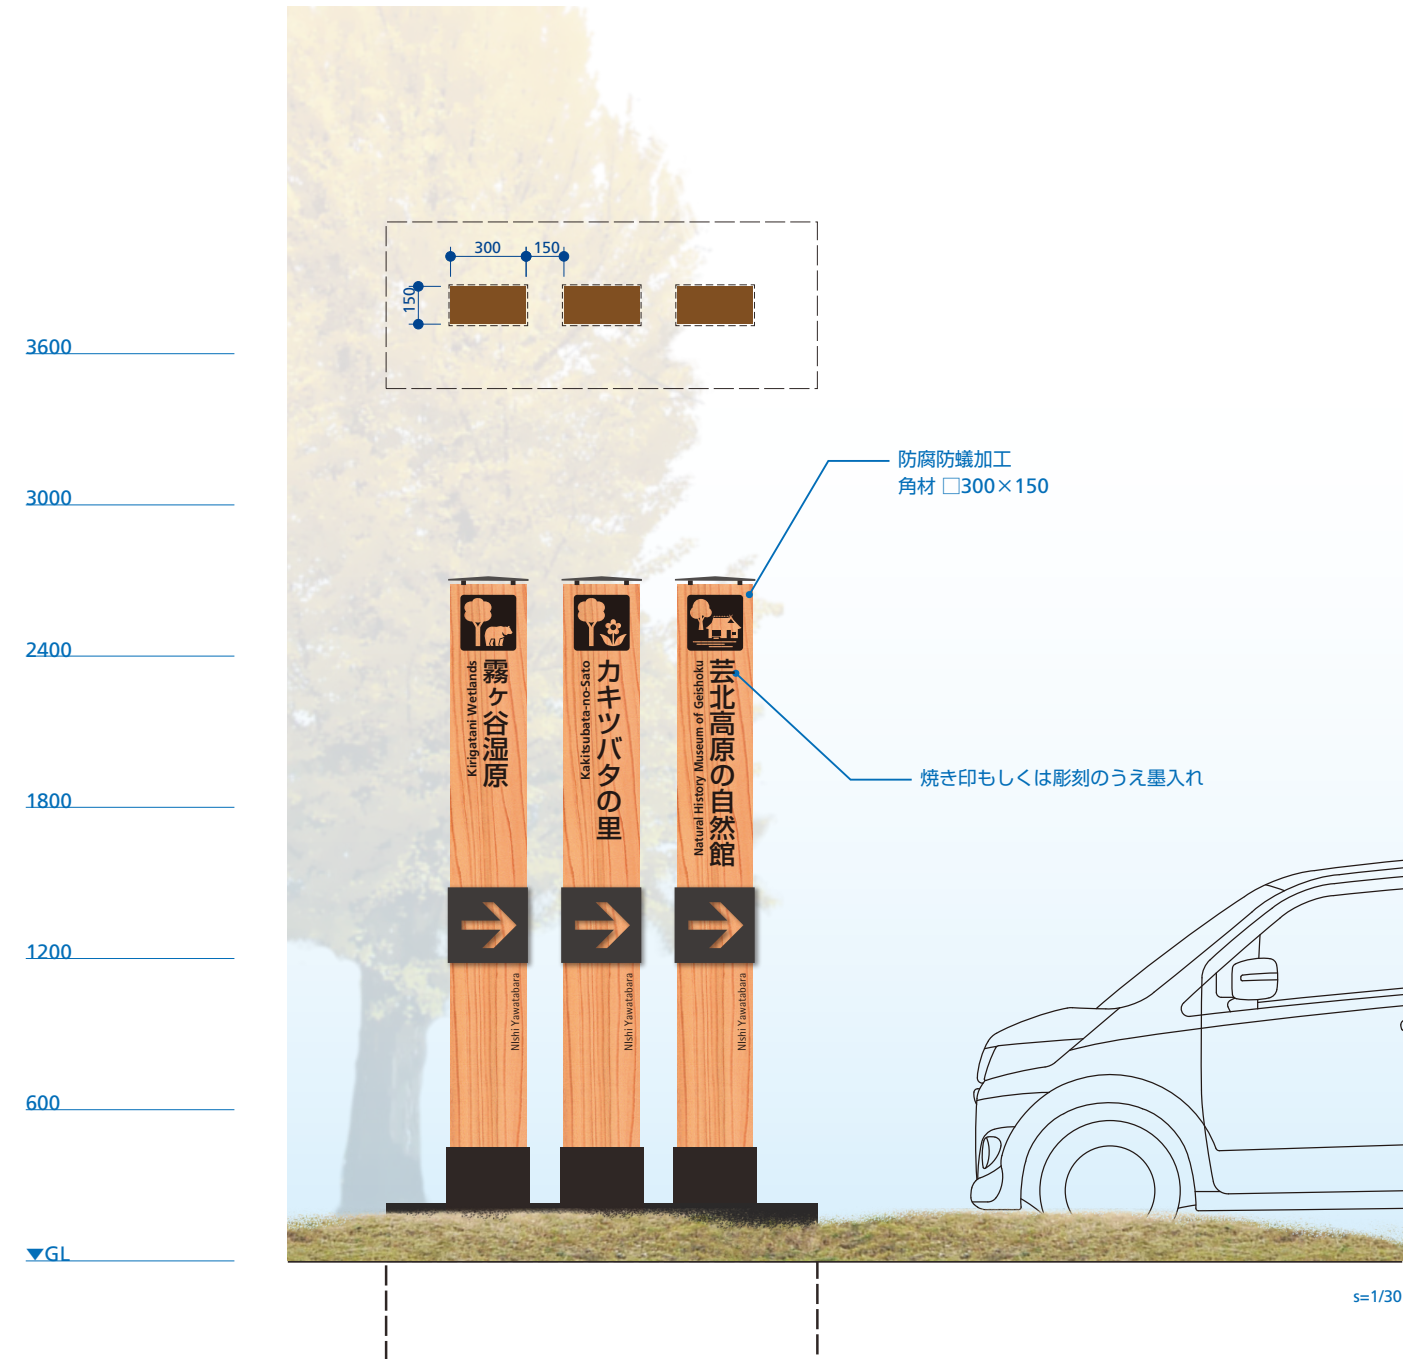 300
150
150
3600
3000
2400
1800
1200
600
▼GL
防腐防蟻加工
角材 □300×150
焼き印もしくは彫刻のうえ墨入れ
霧ヶ谷湿原
Kirigatani Wetlands
NIshi Yawatabara
カキツバタの里
Kakitsubata-no-Sato
NIshi Yawatabara
芸北高原の自然館
Natural History Museum of Geishoku
NIshi Yawatabara
s=1/30